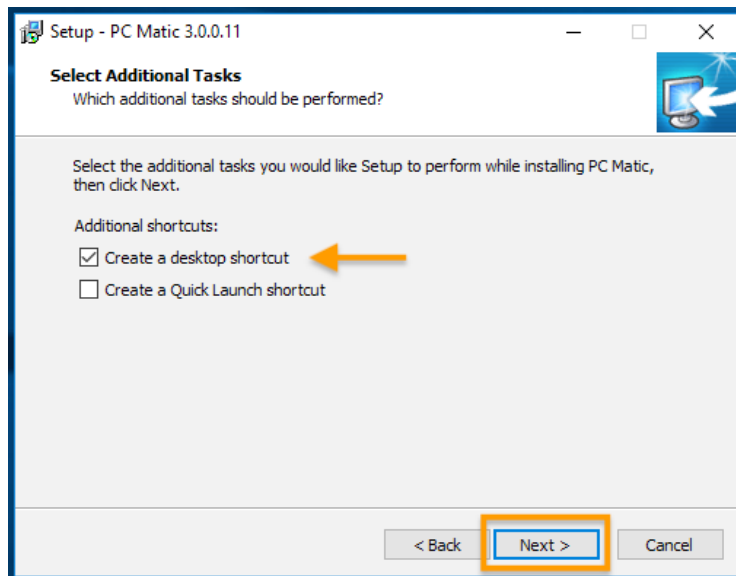 Setup - PC Matic 3.0.0.11
Select Additional Tasks
Which additional tasks should be performed?
Select the additional tasks you would like Setup to perform while installing PC Matic,
then click Next.
Additional shortcuts:
Create a desktop shortcut
Create a Quick Launch shortcut
< Back Next > Cancel